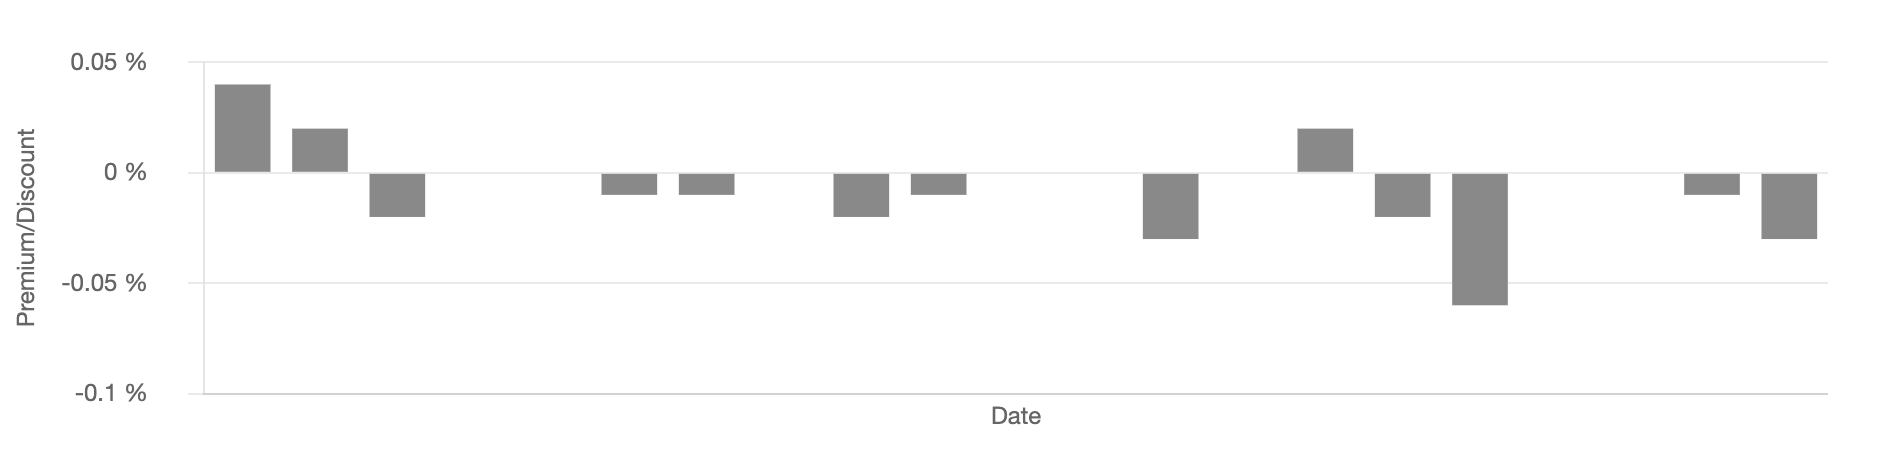 0.05 %
0 %
-0.05 %
-0.1 %
Premium/Discount
Date